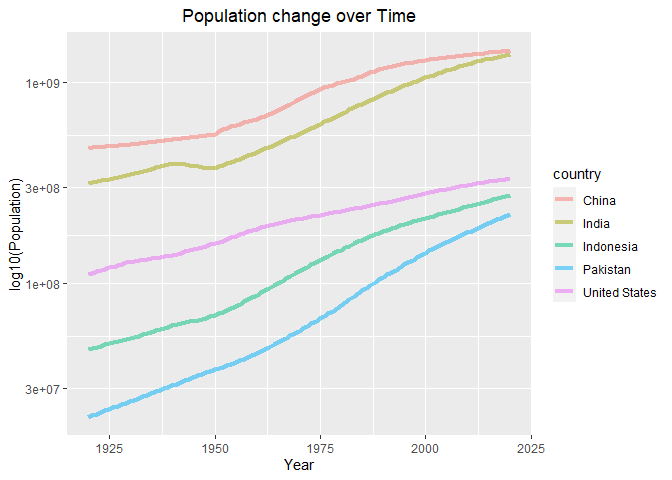 Population change over Time
log10(Population)
1e+09
3e+08
1e+08
3e+07
1925
1950
1975
2000
2025
Year
country
China
India
Indonesia
Pakistan
United States